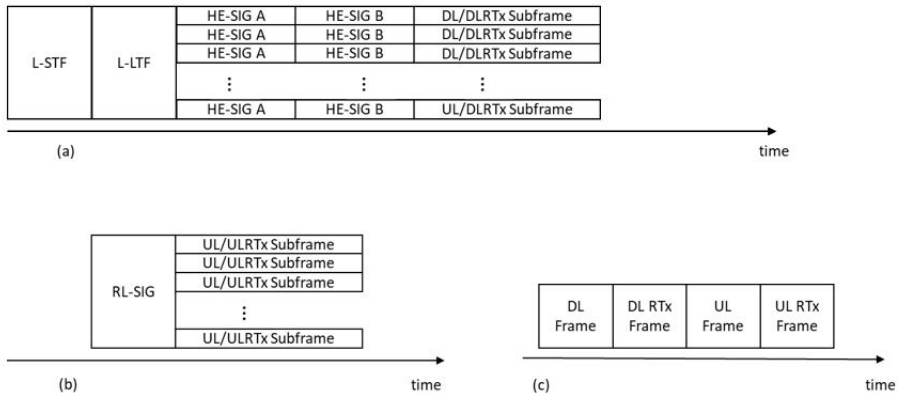 L-STF
L-LTF
HE-SIG A HE-SIG B DL/DLRTx Subframe
HE-SIG A HE-SIG B DL/DLRTx Subframe
HE-SIG A HE-SIG B DL/DLRTx Subframe
⋮ ⋮ ⋮
HE-SIG A HE-SIG B UL/DLRTx Subframe
(a) time
RL-SIG
UL/ULRTx Subframe
UL/ULRTx Subframe
UL/ULRTx Subframe
⋮
UL/ULRTx Subframe
(b) time
DL Frame
DL RTx Frame
UL Frame
UL RTx Frame
(c) time